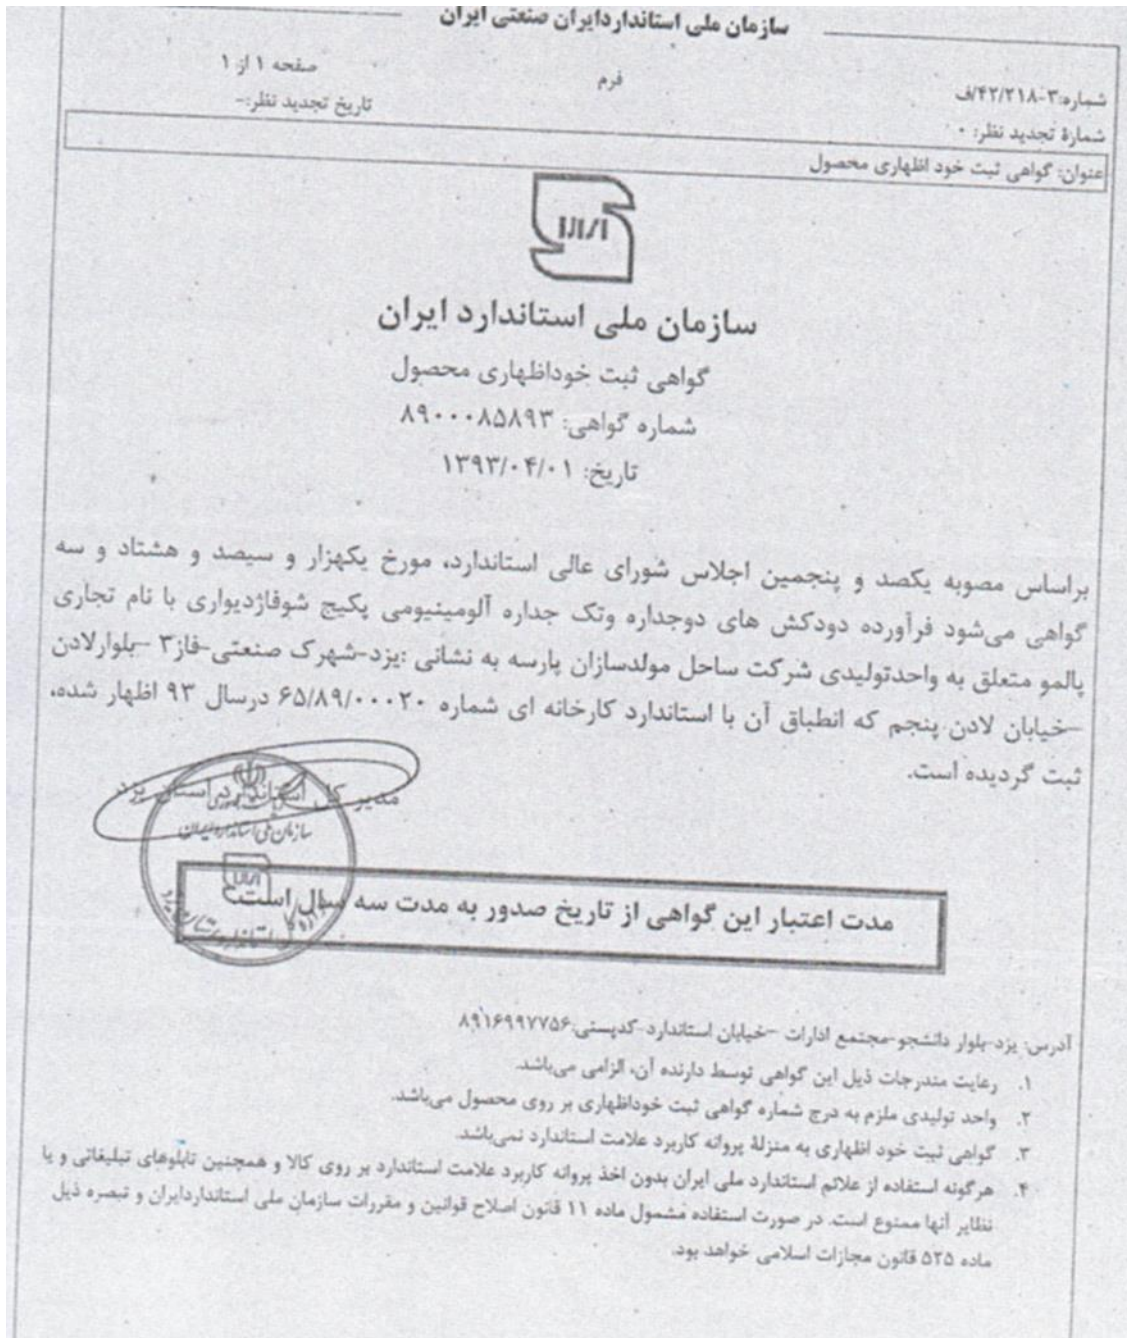 سازمان ملی استانداردایران صنعتی ایران
شماره:۳-۴۲/۲۱۸/ف
فرم
صفحه ۱ از ۱
شمارهٔ تجدید نظر: ۰
تاریخ تجدید نظر:-
عنوان: گواهی ثبت خود اظهاری محصول
سازمان ملی استاندارد ایران
گواهی ثبت خوداظهاری محصول
شماره گواهی: ۸۹۰۰۰۸۵۸۹۳
تاریخ: ۱۳۹۳/۰۴/۰۱
براساس مصوبه یکصد و پنجمین اجلاس شورای عالی استاندارد، مورخ یکهزار و سیصد و هشتاد و سه
گواهی می‌شود فرآورده دودکش های دوجداره وتک جداره آلومینیومی پکیج شوفاژدیواری با نام تجاری
پالمو متعلق به واحدتولیدی شرکت ساحل مولدسازان پارسه به نشانی :یزد-شهرک صنعتی-فاز۳ -بلوارلادن
-خیابان لادن پنجم که انطباق آن با استاندارد کارخانه ای شماره ۶۵/۸۹/۰۰۰۲۰ درسال ۹۳ اظهار شده،
ثبت گردیده است.
مدیر کل استاندارد استان یزد
سازمان ملی استاندارد ایران
مدت اعتبار این گواهی از تاریخ صدور به مدت سه سال است.
آدرس: یزد-بلوار دانشجو-مجتمع ادارات -خیابان استاندارد-کدپستی:۸۹۱۶۹۹۷۷۵۶
۱. رعایت مندرجات ذیل این گواهی توسط دارنده آن، الزامی می‌باشد.
۲. واحد تولیدی ملزم به درج شماره گواهی ثبت خوداظهاری بر روی محصول می‌باشد.
۳. گواهی ثبت خود اظهاری به منزلهٔ پروانه کاربرد علامت استاندارد نمی‌باشد.
۴. هرگونه استفاده از علائم استاندارد ملی ایران بدون اخذ پروانه کاربرد علامت استاندارد بر روی کالا و همچنین تابلوهای تبلیغاتی و یا
نظایر آنها ممنوع است. در صورت استفاده مشمول ماده ۱۱ قانون اصلاح قوانین و مقررات سازمان ملی استانداردایران و تبصره ذیل
ماده ۵۲۵ قانون مجازات اسلامی خواهد بود.